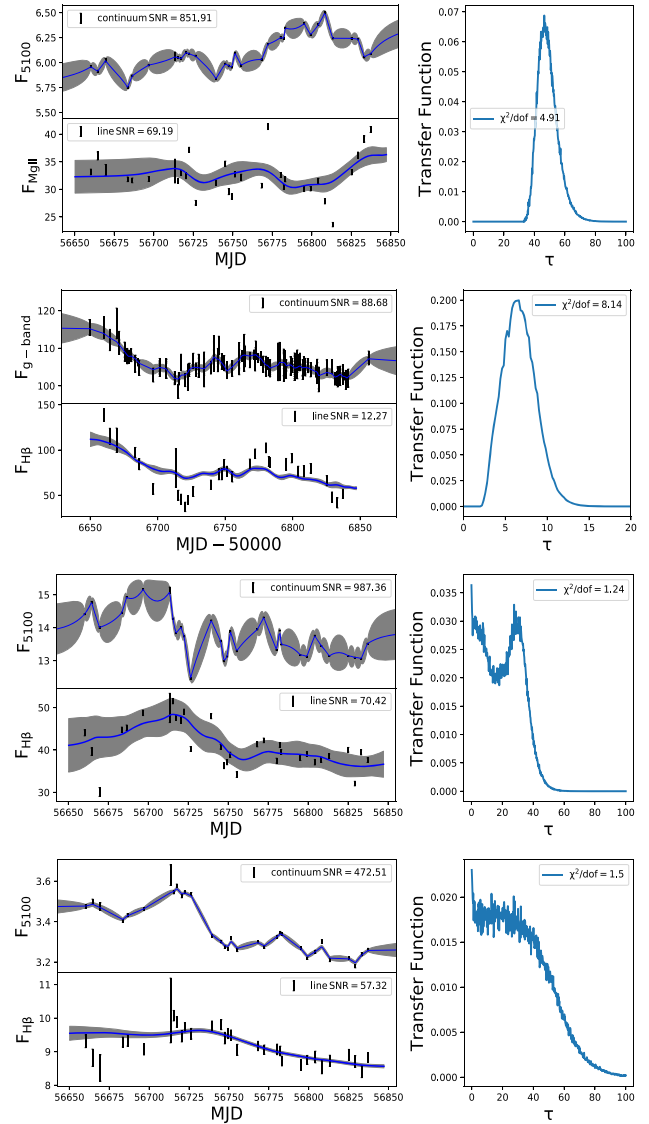 6.50
6.25
6.00
5.75
F5100
continuum SNR = 851.91
40
35
30
25
FMgII
line SNR = 69.19
56650 56675 56700 56725 56750 56775 56800 56825 56850
MJD
0.07
0.06
0.05
0.04
0.03
0.02
0.01
0.00
Transfer Function
χ²/dof = 4.91
0 20 40 60 80 100
τ
120
110
100
Fg−band
continuum SNR = 88.68
150
100
50
FHβ
line SNR = 12.27
6650 6700 6750 6800 6850
MJD − 50000
0.200
0.175
0.150
0.125
0.100
0.075
0.050
0.025
0.000
Transfer Function
χ²/dof = 8.14
0 5 10 15 20
τ
15
14
13
F5100
continuum SNR = 987.36
50
40
30
FHβ
line SNR = 70.42
56650 56675 56700 56725 56750 56775 56800 56825 56850
MJD
0.035
0.030
0.025
0.020
0.015
0.010
0.005
0.000
Transfer Function
χ²/dof = 1.24
0 20 40 60 80 100
τ
3.6
3.4
3.2
F5100
continuum SNR = 472.51
11
10
9
8
FHβ
line SNR = 57.32
56650 56675 56700 56725 56750 56775 56800 56825 56850
MJD
0.020
0.015
0.010
0.005
0.000
Transfer Function
χ²/dof = 1.5
0 20 40 60 80 100
τ